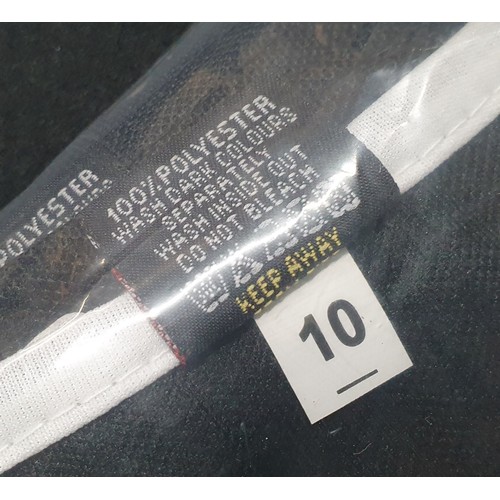 POLYESTER
100% POLYESTER
WASH DARK COLOURS
SEPARATELY
WASH INSIDE OUT
DO NOT BLEACH
KEEP AWAY
10